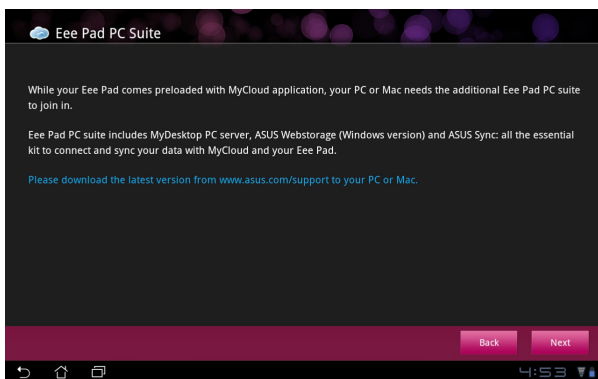 Eee Pad PC Suite
While your Eee Pad comes preloaded with MyCloud application, your PC or Mac needs the additional Eee Pad PC suite
to join in.
Eee Pad PC suite includes MyDesktop PC server, ASUS Webstorage (Windows version) and ASUS Sync: all the essential
kit to connect and sync your data with MyCloud and your Eee Pad.
Please download the latest version from www.asus.com/support to your PC or Mac.
Back Next
4:53